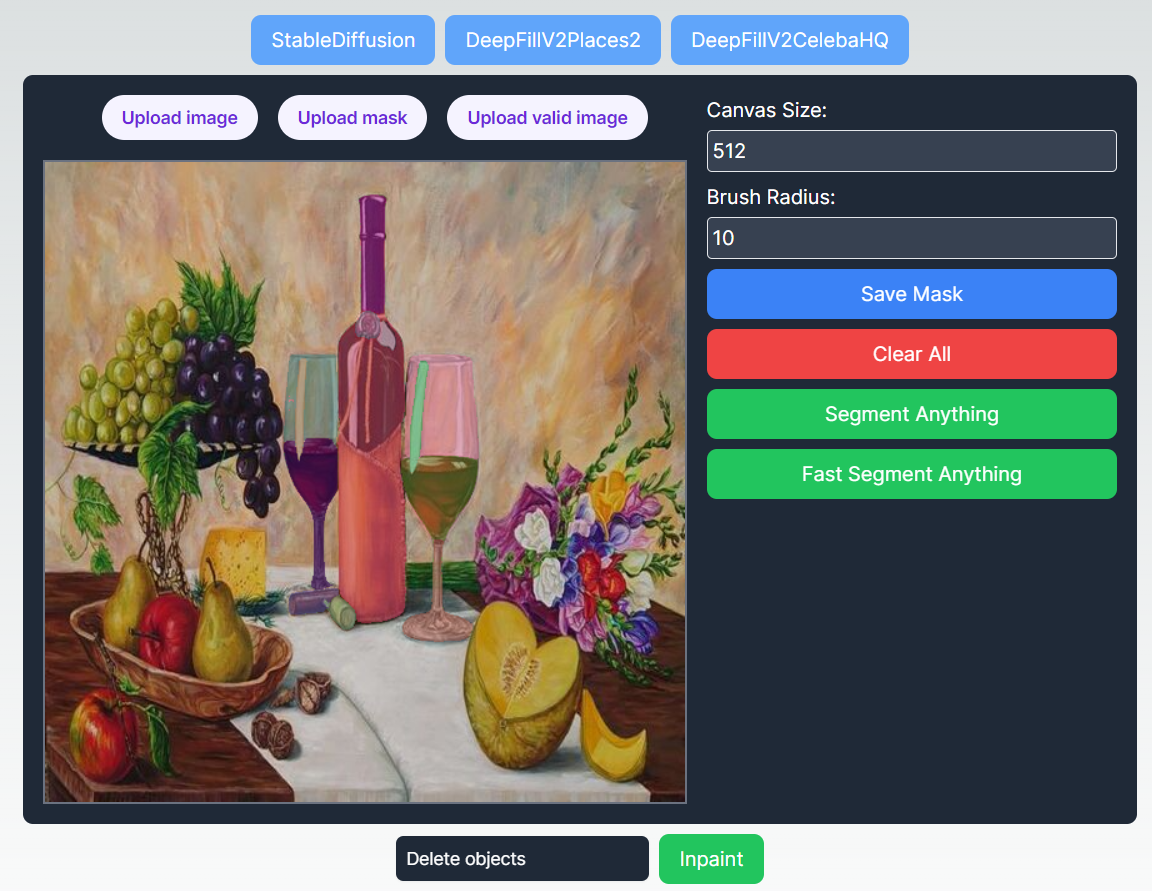 StableDiffusion
DeepFillV2Places2
DeepFillV2CelebaHQ
Upload image
Upload mask
Upload valid image
Canvas Size:
512
Brush Radius:
10
Save Mask
Clear All
Segment Anything
Fast Segment Anything
Delete objects
Inpaint